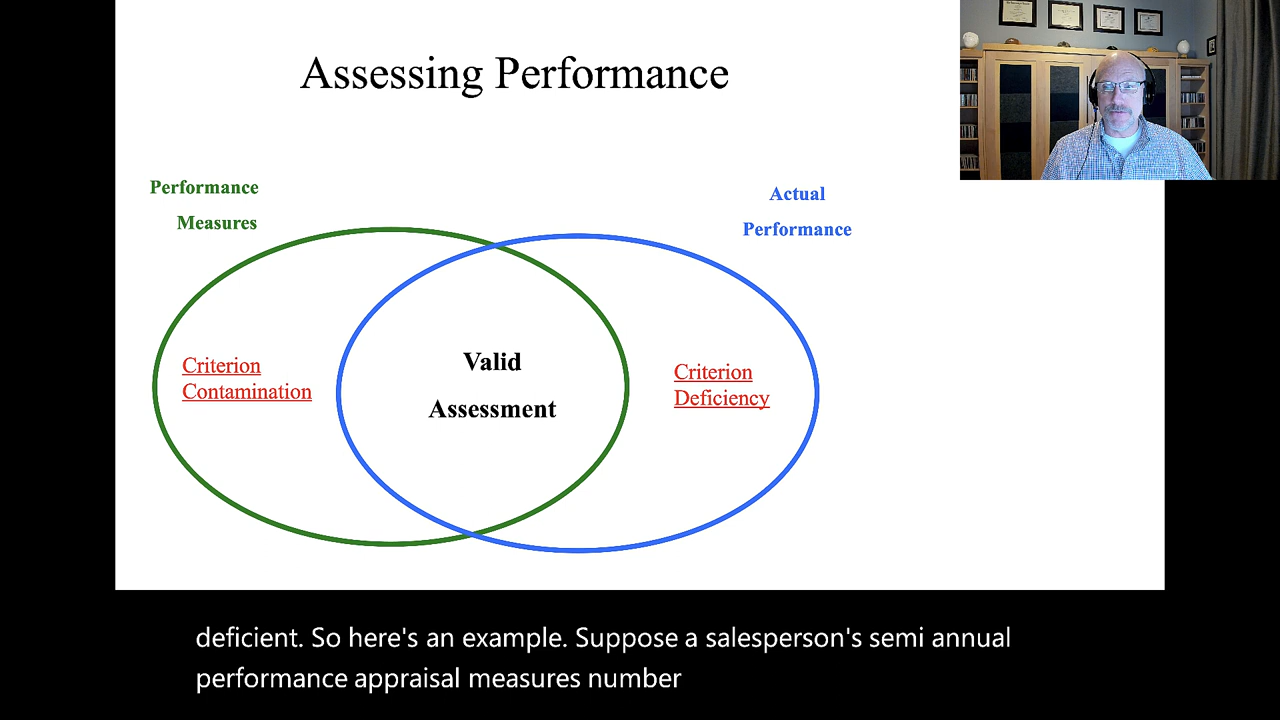 Assessing Performance
Performance
Measures
Actual
Performance
Criterion
Contamination
Valid
Assessment
Criterion
Deficiency
deficient. So here's an example. Suppose a salesperson's semi annual
performance appraisal measures number